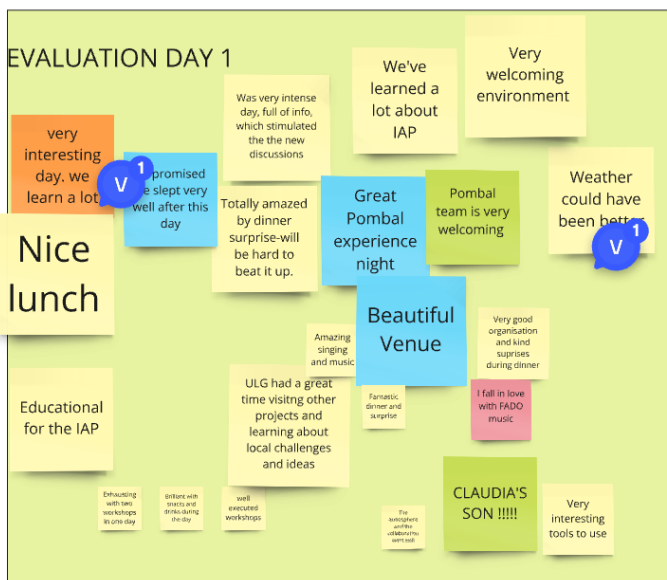 EVALUATION DAY 1
Very
welcoming
environment
We've
learned a
lot about
IAP
Was very intense
day, full of info,
which stimulated
the the new
discussions
very
interesting
day. we
learn a lot
V 1
promised
slept very
well after this
day
Weather
could have
been better
V 1
Great
Pombal
experience
night
Pombal
team is very
welcoming
Totally amazed
by dinner
surprise-will
be hard to
beat it up.
Nice
lunch
Beautiful
Venue
Amazing
singing
and music
Very good
organisation
and kind
suprises
during dinner
Educational
for the IAP
ULG had a great
time visitng other
projects and
learning about
local challenges
and ideas
Fantastic
dinner and
surprise
I fall in love
with FADO
music
Exhausting
with two
workshops
in one day
Brilliant with
snacks and
drinks during
the day
well
executed
workshops
CLAUDIA'S
SON !!!!!
Very
interesting
tools to use
The
atmosphere
and the